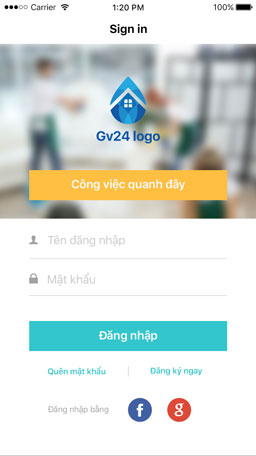 Carrier 1:20 PM 100%
Sign in
Gv24 logo
Công việc quanh đây
Tên đăng nhập
Mật khẩu
Đăng nhập
Quên mật khẩu Đăng ký ngay
Đăng nhập bằng f g